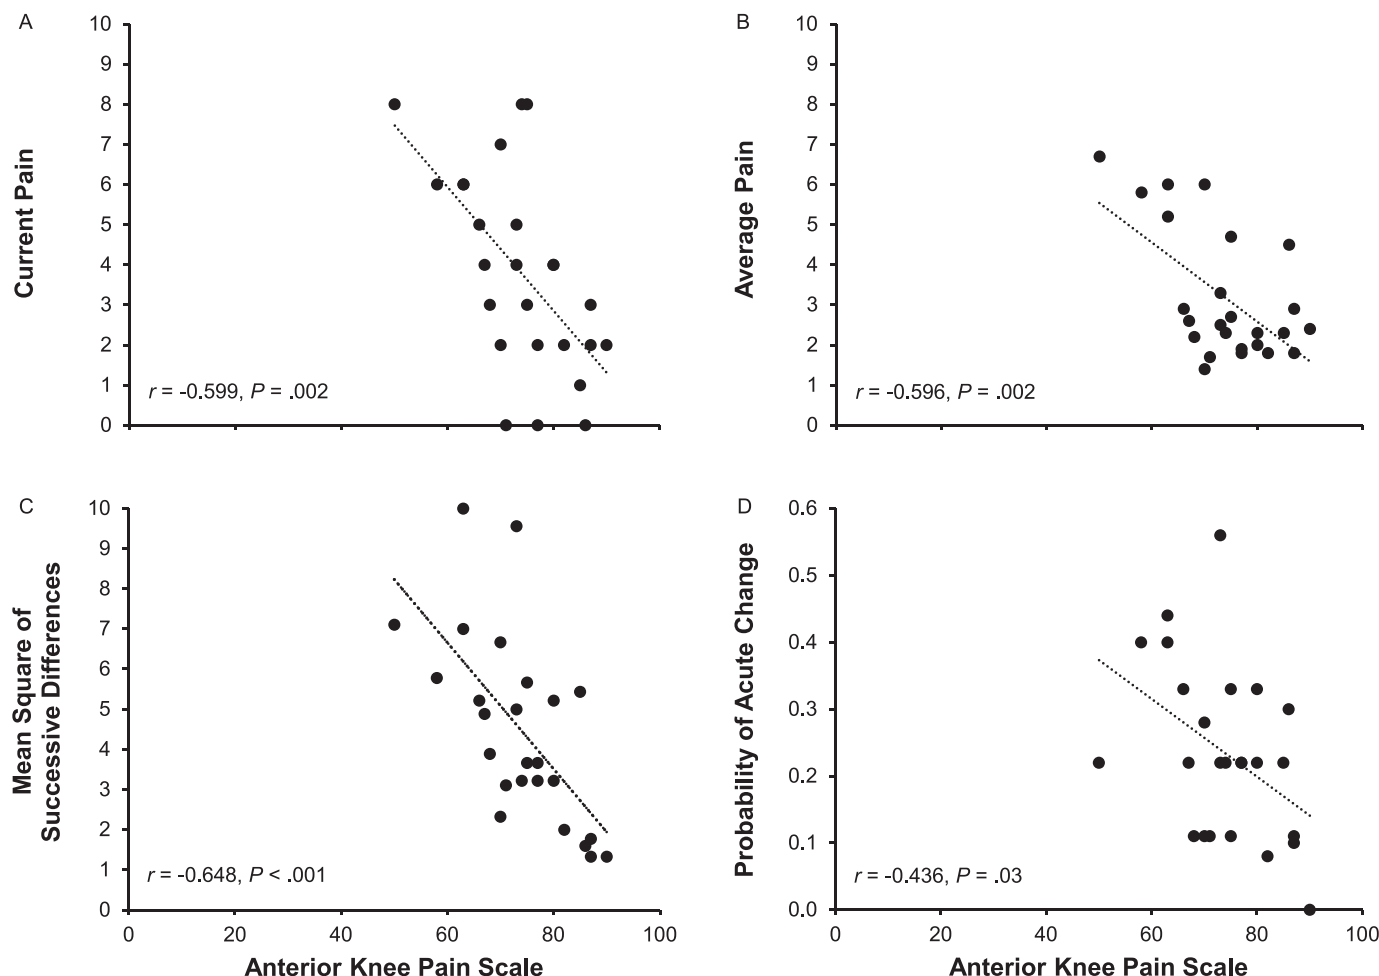 A
10
9
8
7
6
5
4
3
2
1
0
Current Pain
r = -0.599, P = .002
B
10
9
8
7
6
5
4
3
2
1
0
Average Pain
r = -0.596, P = .002
C
10
9
8
7
6
5
4
3
2
1
0
Mean Square of
Successive Differences
r = -0.648, P < .001
0 20 40 60 80 100
Anterior Knee Pain Scale
D
0.6
0.5
0.4
0.3
0.2
0.1
0.0
Probability of Acute Change
r = -0.436, P = .03
0 20 40 60 80 100
Anterior Knee Pain Scale